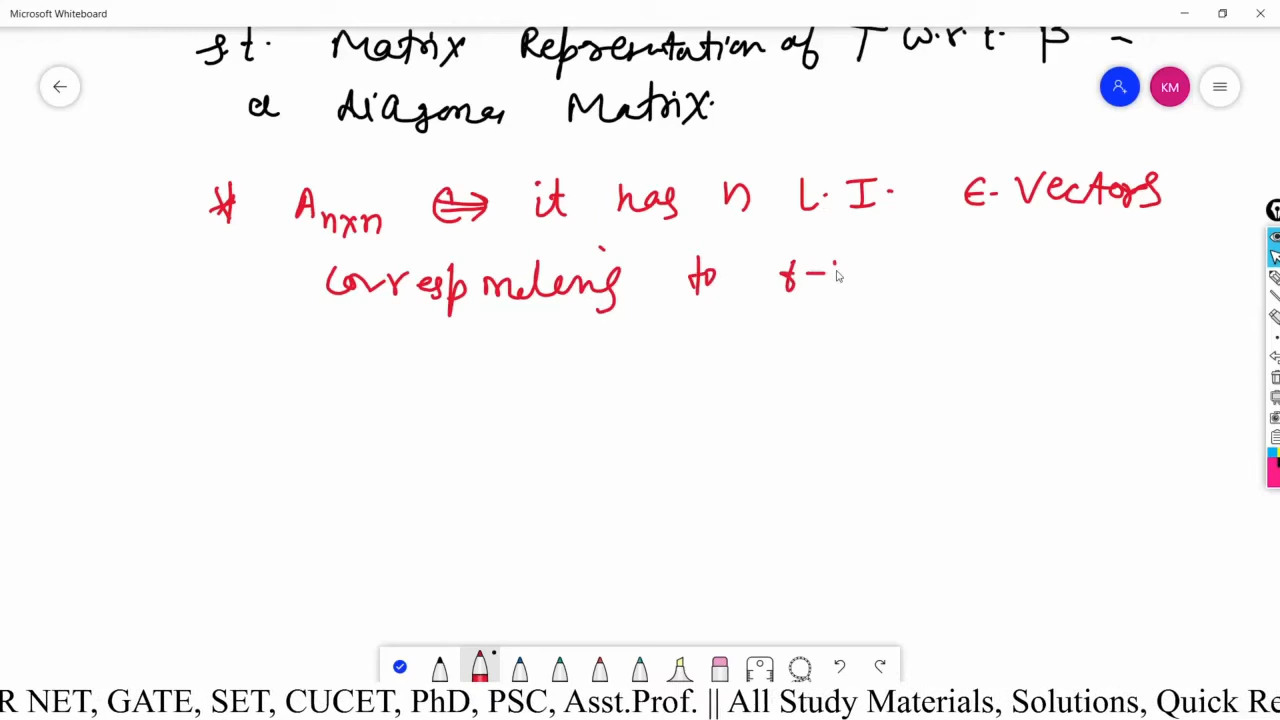 Microsoft Whiteboard
st. Matrix Representation of T w.r.t. β -
a diagonal Matrix.
KM
* Anxn ⇔ it has n L.I. E-Vectors
corresponding to
R NET, GATE, SET, CUCET, PhD, PSC, Asst.Prof. || All Study Materials, Solutions, Quick Re